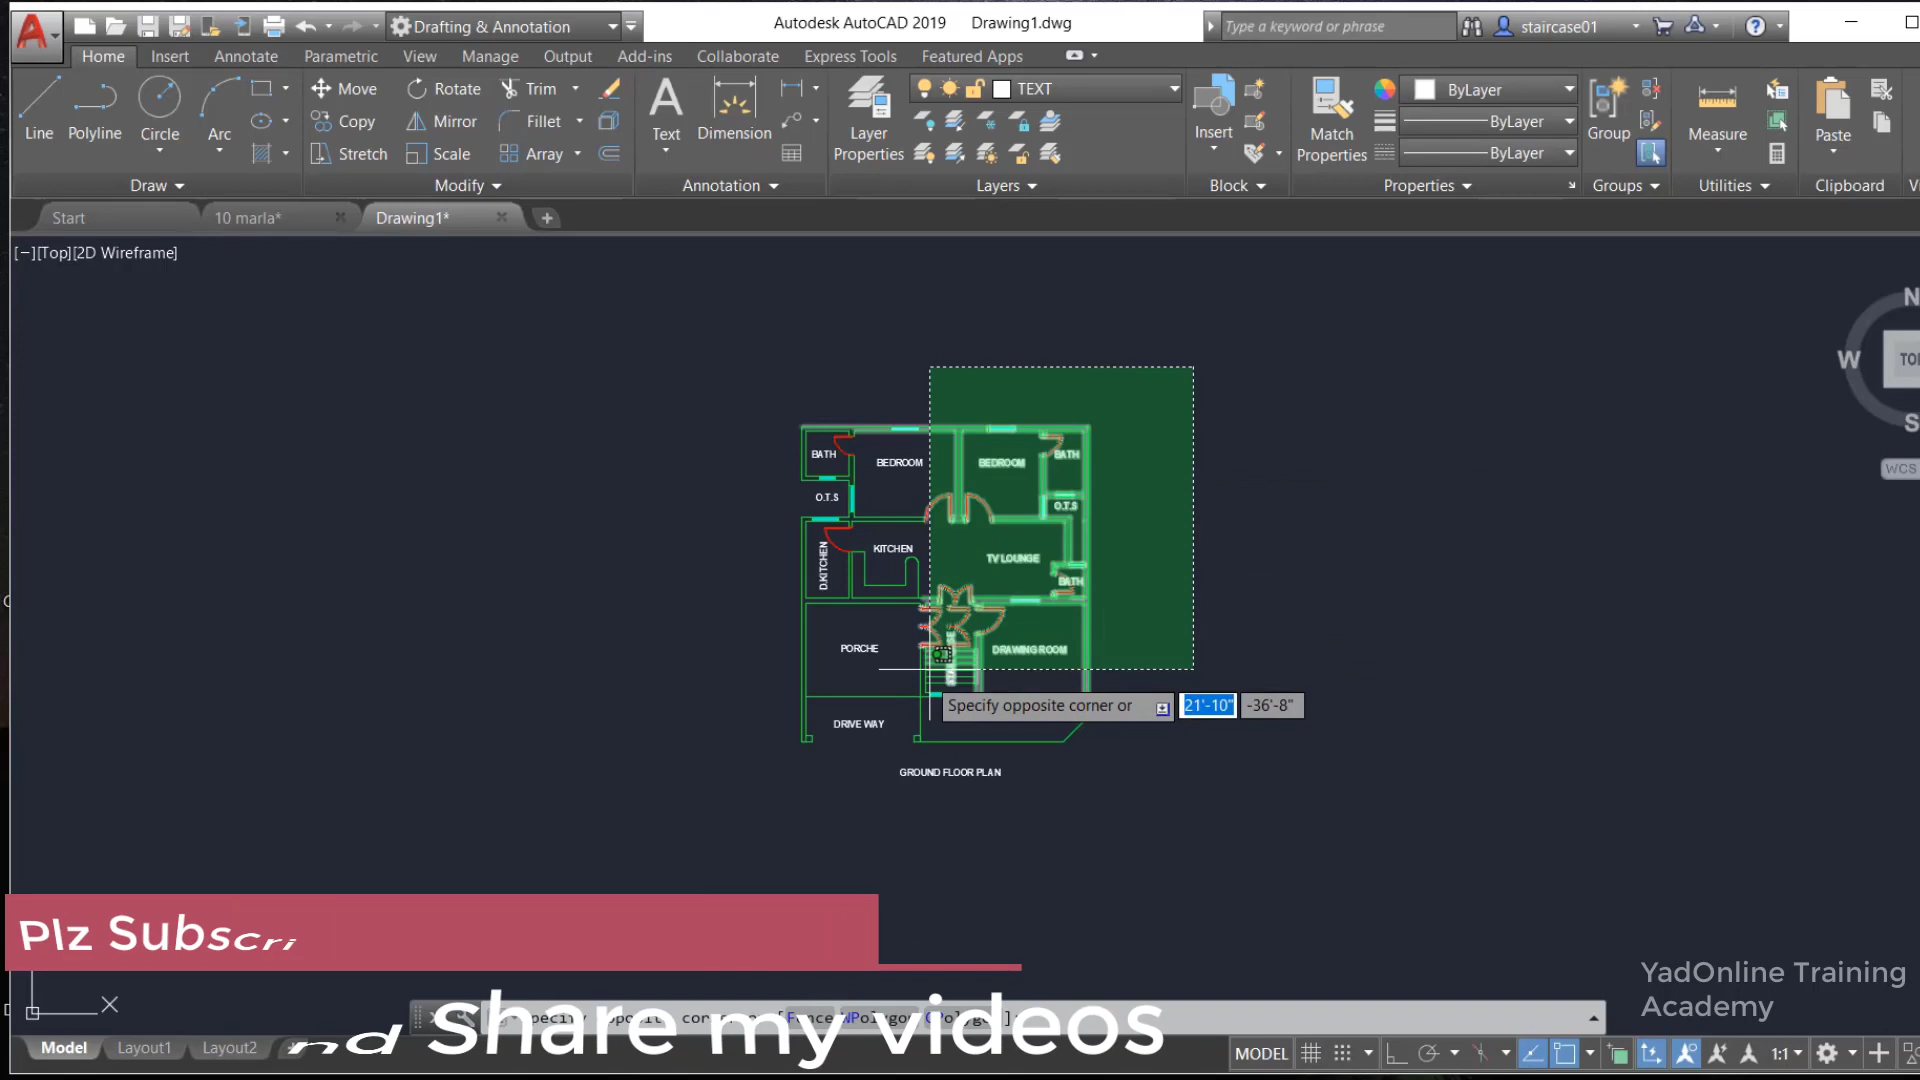 Drafting & Annotation
Autodesk AutoCAD 2019 Drawing1.dwg
Type a keyword or phrase
staircase01
Home Insert Annotate Parametric View Manage Output Add-ins Collaborate Express Tools Featured Apps
Line Polyline Circle Arc
Move Rotate Trim
Copy Mirror Fillet
Stretch Scale Array
Text Dimension
Layer Properties
TEXT
Insert
Match Properties
ByLayer
ByLayer
ByLayer
Group
Measure
Paste
Draw Modify Annotation Layers Block Properties Groups Utilities Clipboard
Start 10 marla* Drawing1*
[−][Top][2D Wireframe]
N
W
S
WCS
BATH BEDROOM BEDROOM BATH
O.T.S O.T.S
D.KITCHEN KITCHEN TV LOUNGE
BATH
PORCHE DRAWING ROOM
Specify opposite corner or 21'-10" -36'-8"
DRIVE WAY
GROUND FLOOR PLAN
Plz Subscri
YadOnline Training
Academy
X
nd Share my videos
Model Layout1 Layout2
MODEL 1:1